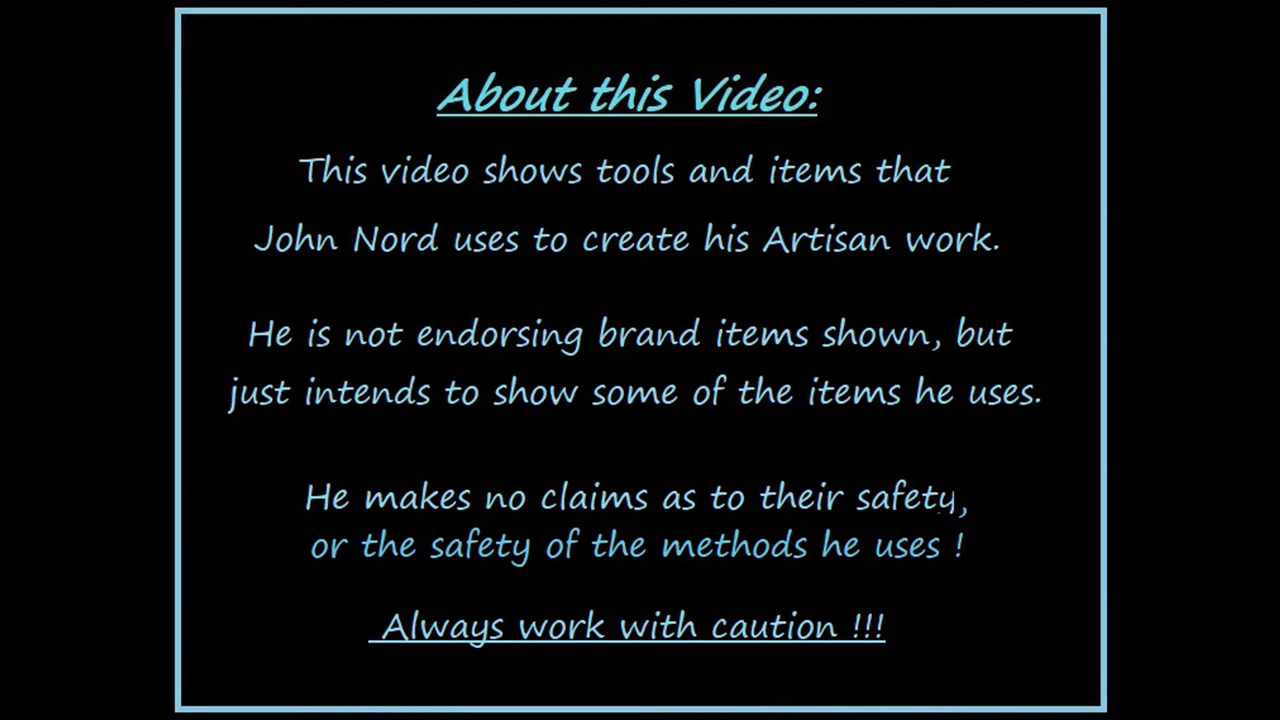 About this Video:
This video shows tools and items that
John Nord uses to create his Artisan work.
He is not endorsing brand items shown, but
just intends to show some of the items he uses.
He makes no claims as to their safety,
or the safety of the methods he uses !
Always work with caution !!!